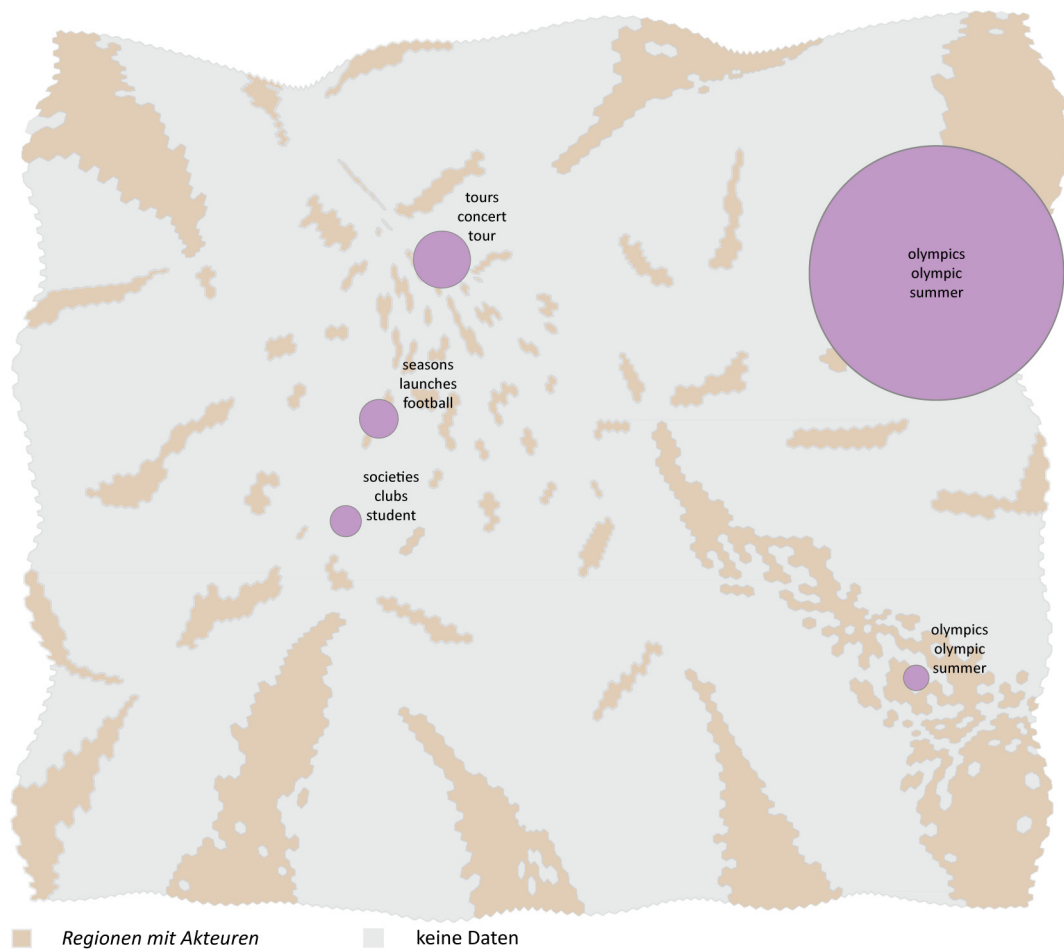 tours
concert
tour
olympics
olympic
summer
seasons
launches
football
societies
clubs
student
olympics
olympic
summer
Regionen mit Akteuren
keine Daten